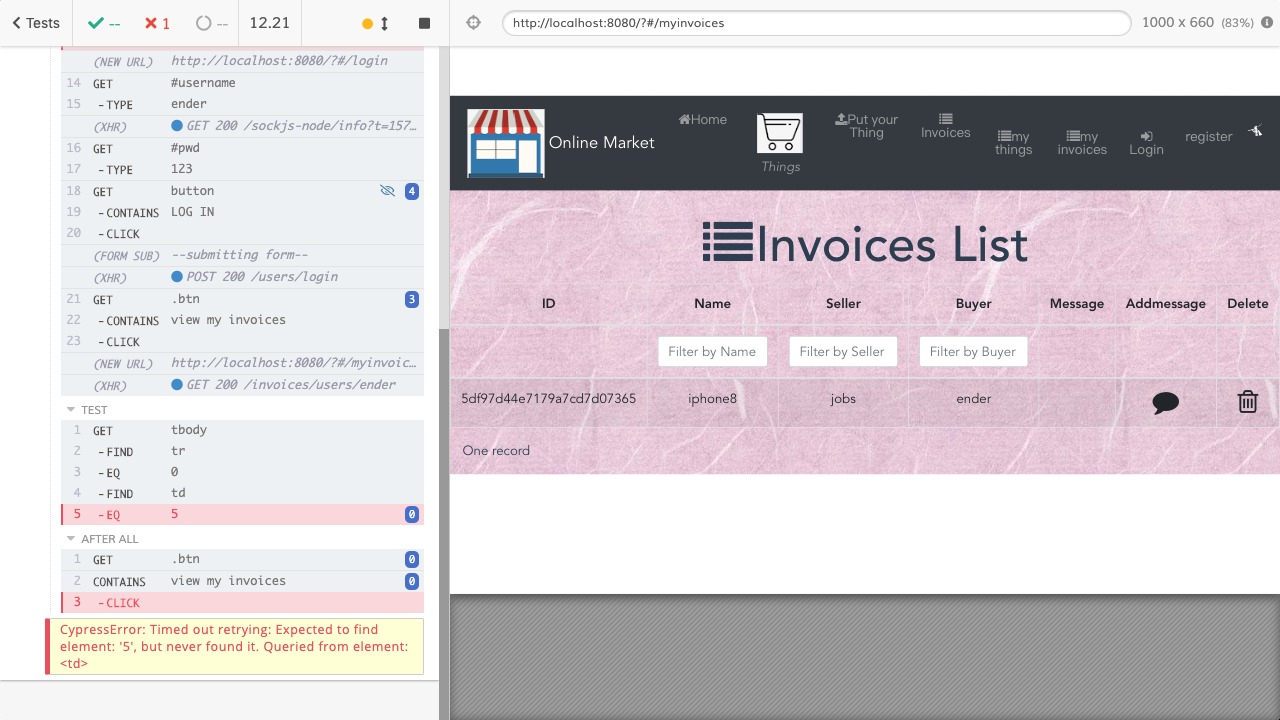 Tests
--
1
--
12.21
http://localhost:8080/?#/myinvoices
1000 x 660 (83%)
(NEW URL) http://localhost:8080/?#/login
14 GET #username
15 -TYPE ender
(XHR) GET 200 /sockjs-node/info?t=157...
16 GET #pwd
17 -TYPE 123
18 GET button 4
19 -CONTAINS LOG IN
20 -CLICK
(FORM SUB) --submitting form--
(XHR) POST 200 /users/login
21 GET .btn 3
22 -CONTAINS view my invoices
23 -CLICK
(NEW URL) http://localhost:8080/?#/myinvoic...
(XHR) GET 200 /invoices/users/ender
TEST
1 GET tbody
2 -FIND tr
3 -EQ 0
4 -FIND td
5 -EQ 5 0
AFTER ALL
1 GET .btn 0
2 CONTAINS view my invoices 0
3 -CLICK
CypressError: Timed out retrying: Expected to find
element: '5', but never found it. Queried from element:
<td>
Online Market
Home
Things
Put your
Thing
Invoices
my
things
my
invoices
Login
register
Invoices List
ID Name Seller Buyer Message Addmessage Delete
Filter by Name Filter by Seller Filter by Buyer
5df97d44e7179a7cd7d07365 iphone8 jobs ender
One record